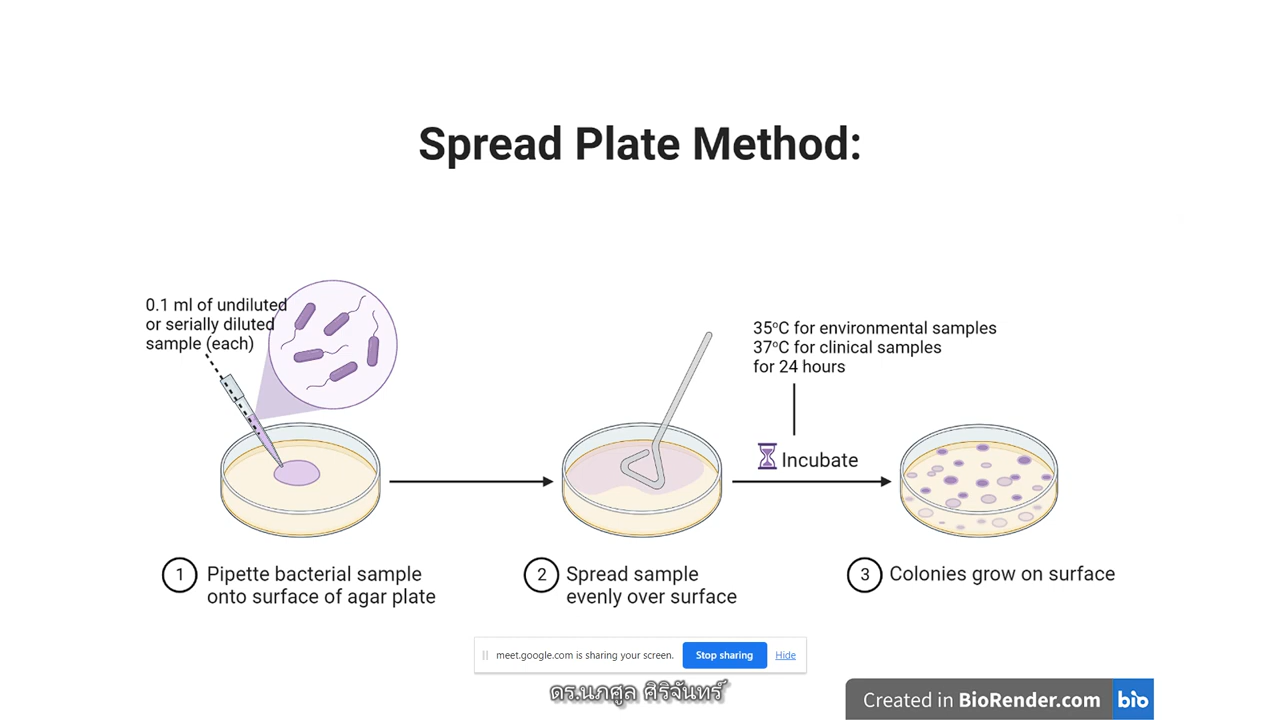 Spread Plate Method:
0.1 ml of undiluted
or serially diluted
sample (each)
35°C for environmental samples
37°C for clinical samples
for 24 hours
Incubate
1 Pipette bacterial sample
onto surface of agar plate
2 Spread sample
evenly over surface
3 Colonies grow on surface
meet.google.com is sharing your screen. Stop sharing Hide
ดร.นภศูล ศิริจันทร์
Created in BioRender.com bio